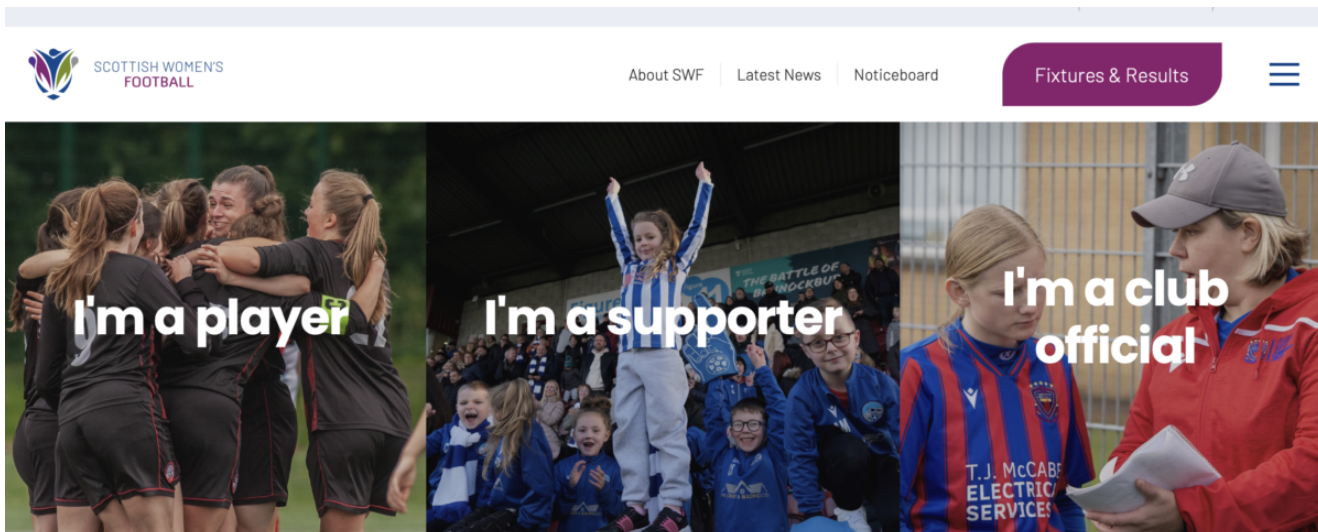 SCOTTISH WOMEN'S
FOOTBALL
About SWF
Latest News
Noticeboard
Fixtures & Results
I'm a player
I'm a supporter
THE BATTLE OF
I'm a club
official
T.J. McCABE
ELECTRIC
SERVICES